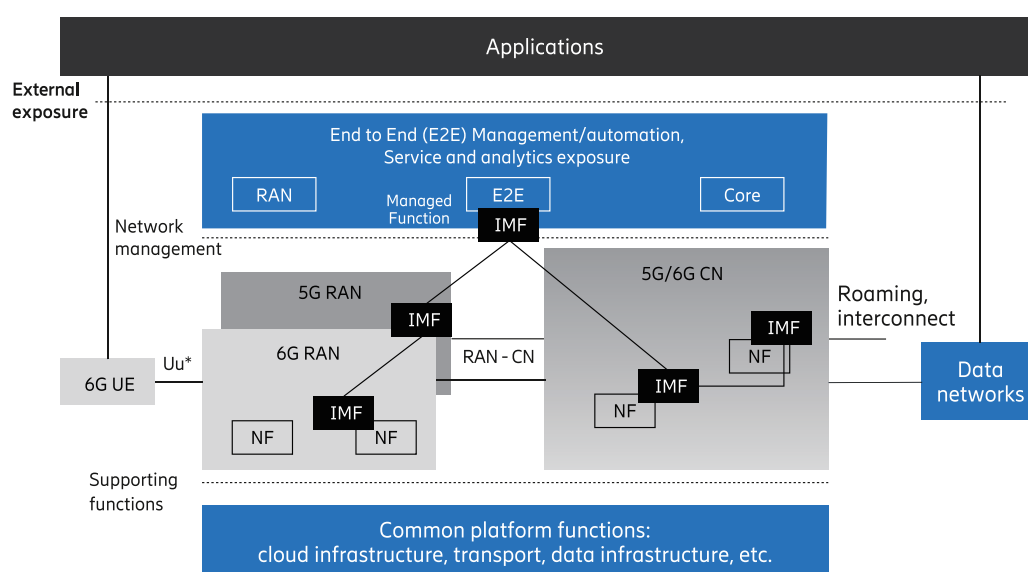 Applications
External
exposure
End to End (E2E) Management/automation,
Service and analytics exposure
RAN
Managed
Function
E2E
Core
IMF
Network
management
5G RAN
5G/6G CN
IMF
Roaming,
interconnect
IMF
6G RAN
RAN - CN
NF
Uu*
6G UE
Data
networks
IMF
NF
IMF
NF
NF
Supporting
functions
Common platform functions:
cloud infrastructure, transport, data infrastructure, etc.